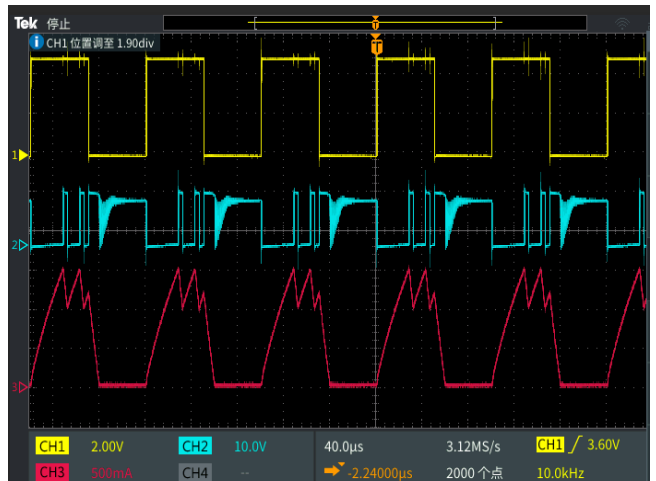 Tek 停止
T
CH1 位置调至 1.90div
T
1
2
3
CH1 2.00V CH2 10.0V 40.0μs 3.12MS/s CH1 3.60V
CH3 500mA CH4 -- -2.24000μs 2000 个点 10.0kHz